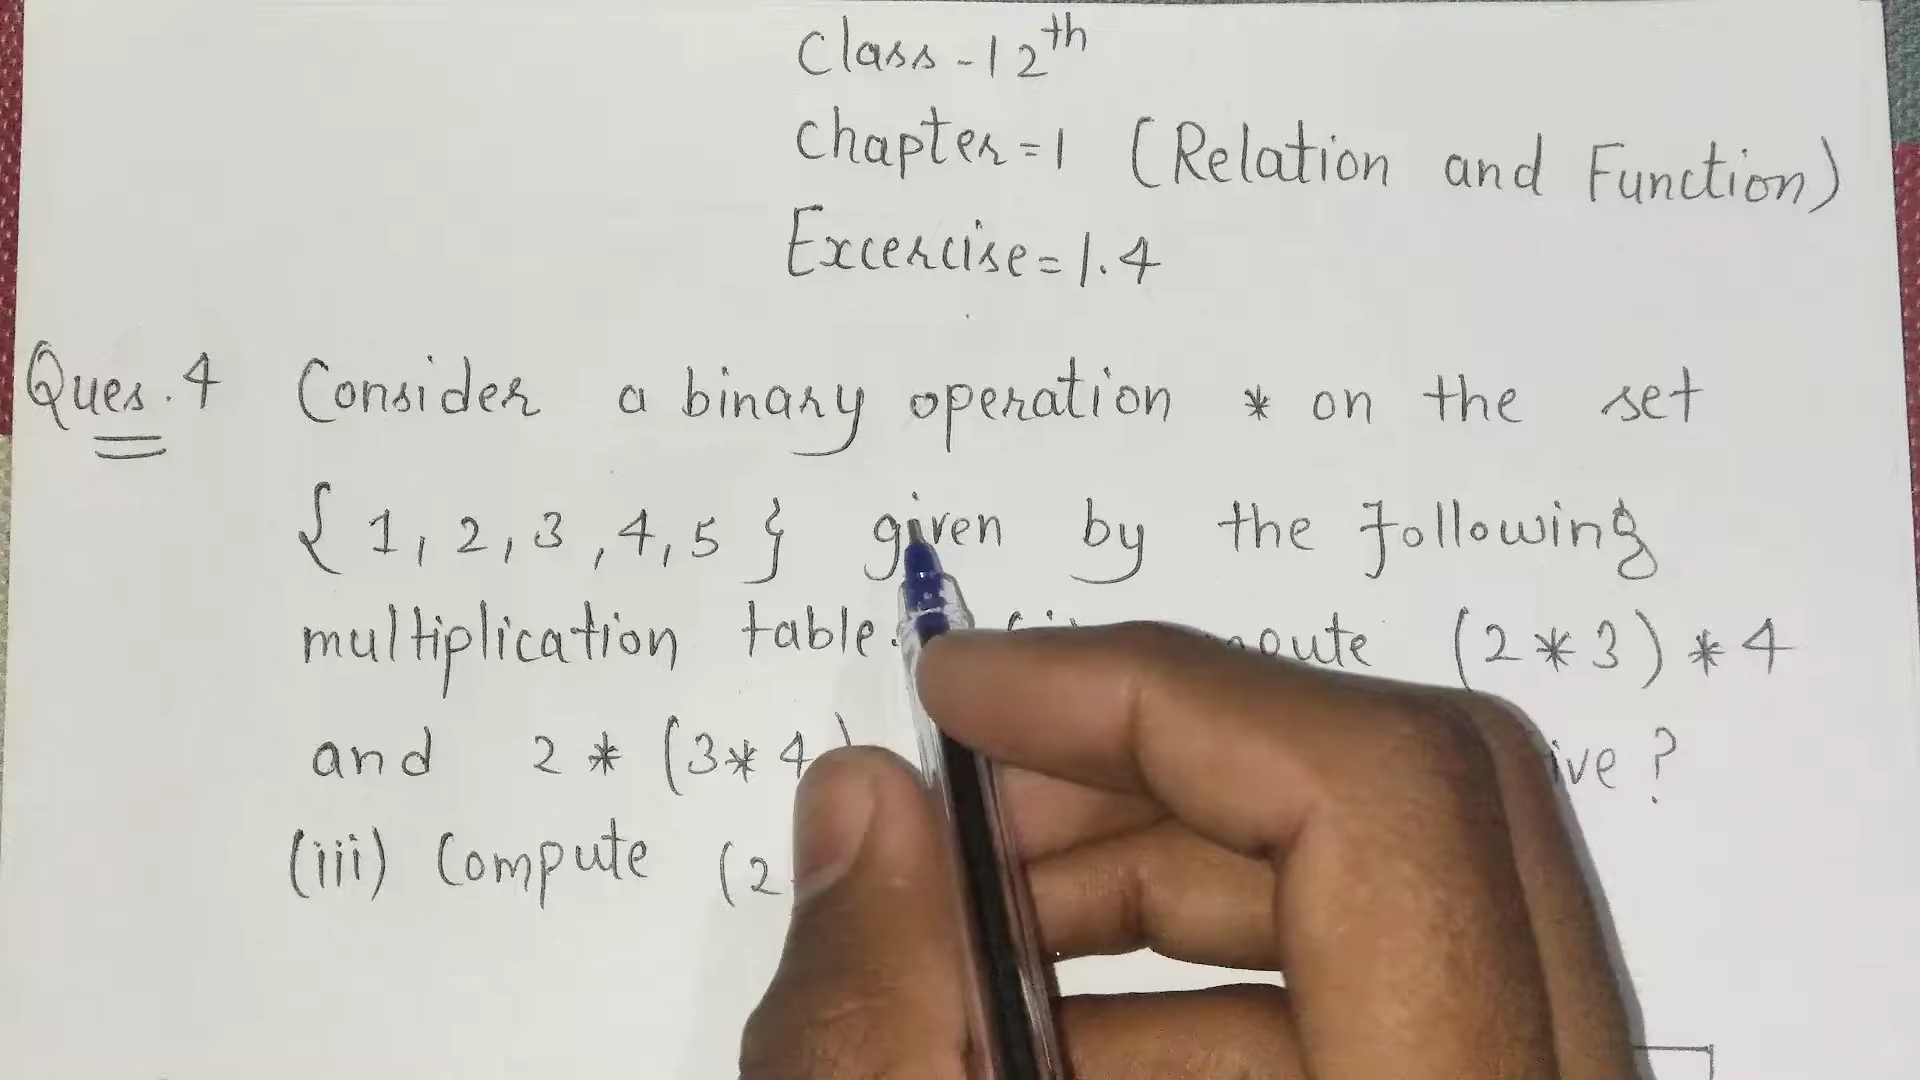 Class-12th
Chapter=1 (Relation and Function)
Excercise=1.4
Ques.4 Consider a binary operation * on the set
{1, 2, 3, 4, 5} given by the following
multiplication table. (2*3)*4
and 2*(3*4)
(iii) Compute (2